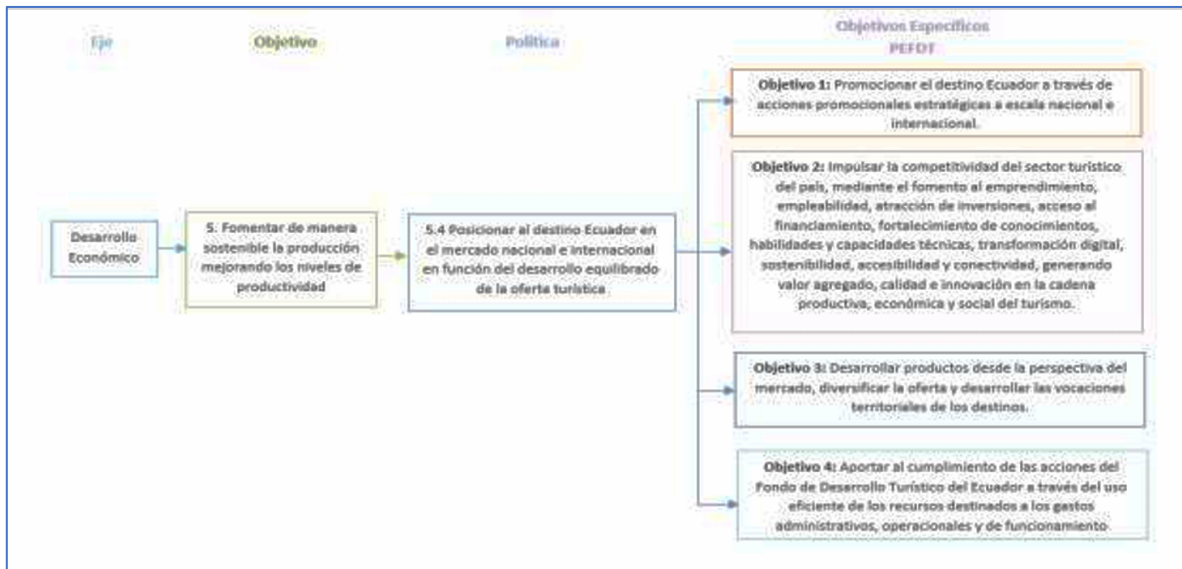 Eje
Objetivo
Política
Objetivos Específicos
PEFDT
Desarrollo
Económico
5. Fomentar de manera
sostenible la producción
mejorando los niveles de
productividad
5.4 Posicionar al destino Ecuador en
el mercado nacional e internacional
en función del desarrollo equilibrado
de la oferta turística
Objetivo 1: Promocionar el destino Ecuador a través de
acciones promocionales estratégicas a escala nacional e
internacional.
Objetivo 2: Impulsar la competitividad del sector turístico
del país, mediante el fomento al emprendimiento,
empleabilidad, atracción de inversiones, acceso al
financiamiento, fortalecimiento de conocimientos,
habilidades y capacidades técnicas, transformación digital,
sostenibilidad, accesibilidad y conectividad, generando
valor agregado, calidad e innovación en la cadena
productiva, económica y social del turismo.
Objetivo 3: Desarrollar productos desde la perspectiva del
mercado, diversificar la oferta y desarrollar las vocaciones
territoriales de los destinos.
Objetivo 4: Aportar al cumplimiento de las acciones del
Fondo de Desarrollo Turístico del Ecuador a través del uso
eficiente de los recursos destinados a los gastos
administrativos, operacionales y de funcionamiento